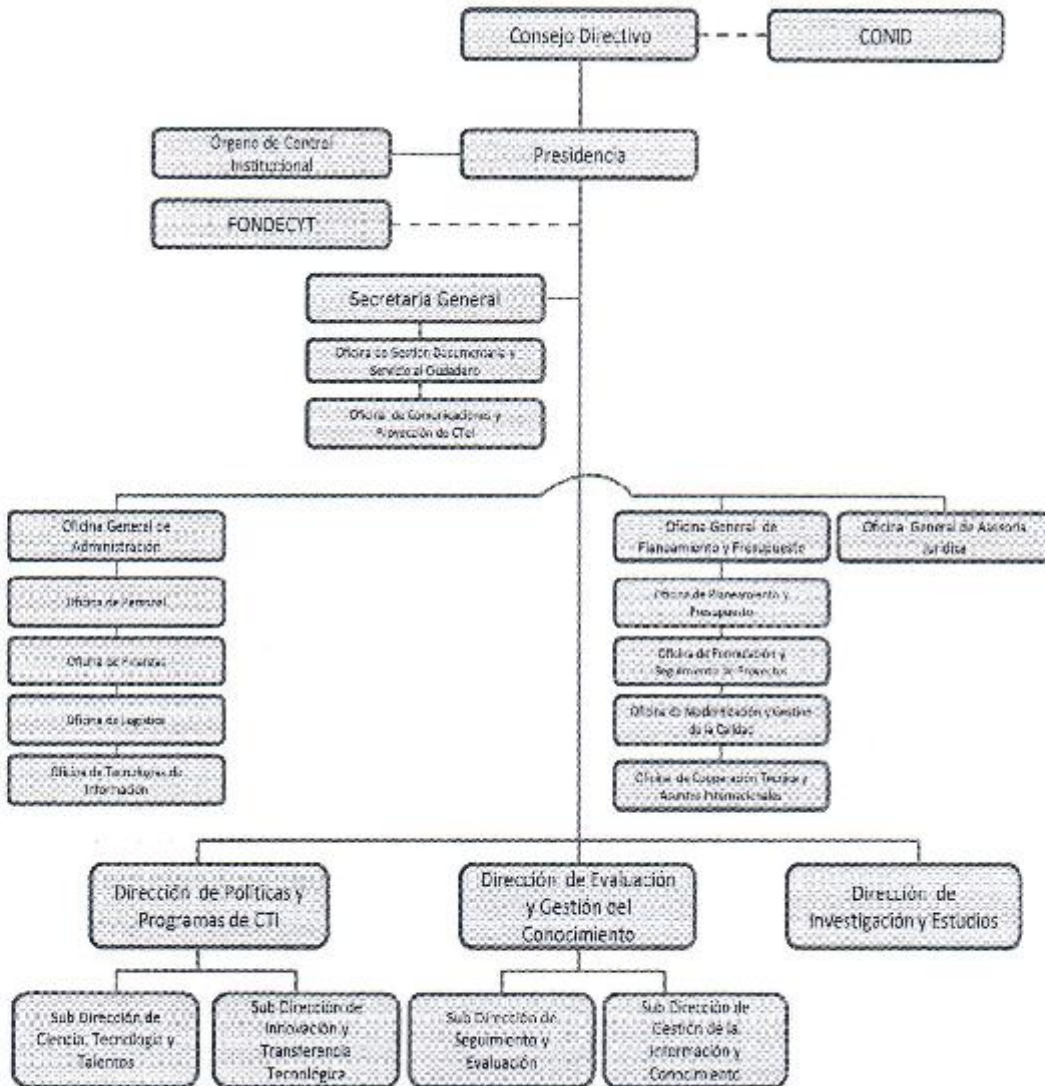 Consejo Directivo
CONID
Órgano de Control
Institucional
Presidencia
FONDECYT
Secretaria General
Oficina de Gestión Documentaria y
Servicio al Ciudadano
Oficina de Comunicaciones y
Proyección de CTeI
Oficina General de
Administración
Oficina General de
Planeamiento y Presupuesto
Oficina General de Asesoría
Jurídica
Oficina de Personal
Oficina de Planeamiento y
Presupuesto
Oficina de Finanzas
Oficina de Formulación y
Seguimiento de Proyectos
Oficina de Logística
Oficina de Modernización y Gestión
de la Calidad
Oficina de Tecnologías de
Información
Oficina de Cooperación Técnica y
Asuntos Internacionales
Dirección de Políticas y
Programas de CTI
Dirección de Evaluación
y Gestión del
Conocimiento
Dirección de
Investigación y Estudios
Sub Dirección de
Ciencia, Tecnología y
Talentos
Sub Dirección de
Innovación y
Transferencia
Tecnológica
Sub Dirección de
Seguimiento y
Evaluación
Sub Dirección de
Gestión de la
Información y
Conocimiento